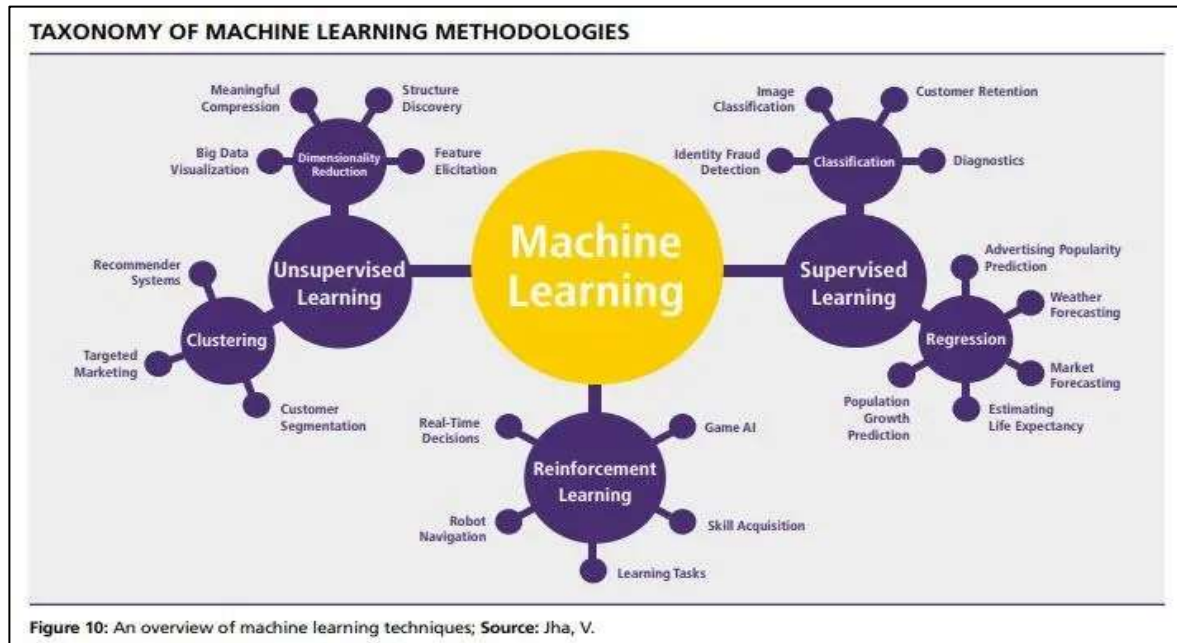 TAXONOMY OF MACHINE LEARNING METHODOLOGIES
Meaningful
Compression
Structure
Discovery
Big Data
Visualization
Dimensionality
Reduction
Feature
Elicitation
Unsupervised
Learning
Recommender
Systems
Clustering
Targeted
Marketing
Customer
Segmentation
Machine
Learning
Image
Classification
Customer Retention
Identity Fraud
Detection
Classification
Diagnostics
Supervised
Learning
Advertising Popularity
Prediction
Weather
Forecasting
Regression
Market
Forecasting
Population
Growth
Prediction
Estimating
Life Expectancy
Real-Time
Decisions
Game AI
Reinforcement
Learning
Robot
Navigation
Skill Acquisition
Learning Tasks
Figure 10: An overview of machine learning techniques; Source: Jha, V.